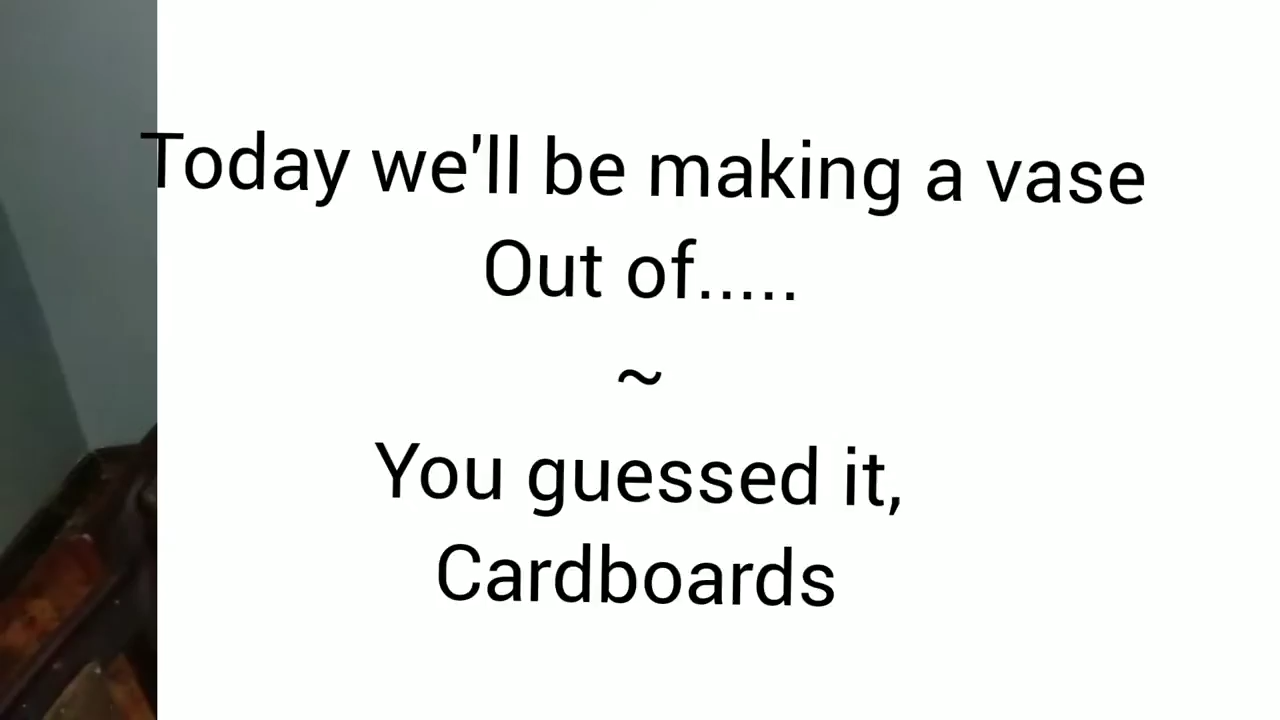 Today we'll be making a vase
Out of.....
~
You guessed it,
Cardboards